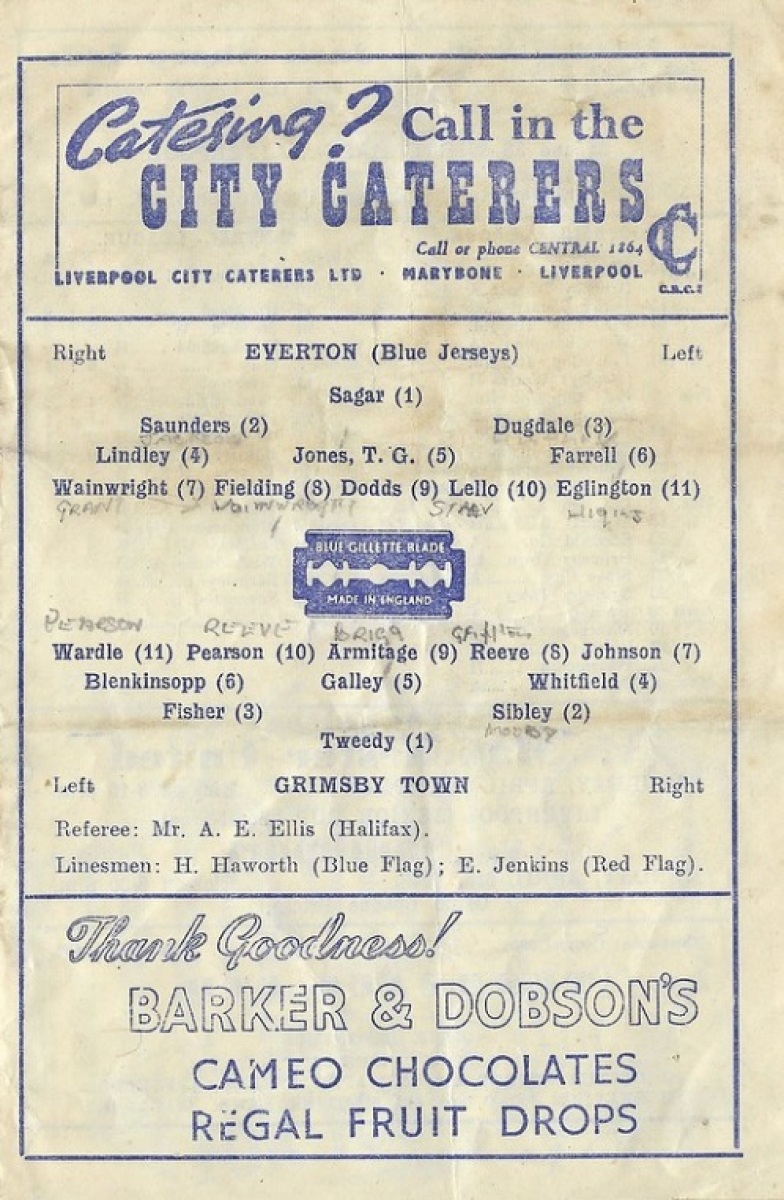 Catering? Call in the
CITY CATERERS
Call or phone CENTRAL 1864
CC
LIVERPOOL CITY CATERERS LTD · MARYBONE · LIVERPOOL
Right EVERTON (Blue Jerseys) Left
Sagar (1)
Saunders (2) Dugdale (3)
Lindley (4) Jones, T. G. (5) Farrell (6)
Wainwright (7) Fielding (8) Dodds (9) Lello (10) Eglington (11)
GRANT WAINWRIGHT
BLUE GILLETTE BLADE
MADE IN ENGLAND
PEARSON REEVE BRIGG
Wardle (11) Pearson (10) Armitage (9) Reeve (8) Johnson (7)
Blenkinsopp (6) Galley (5) Whitfield (4)
Fisher (3) Sibley (2)
Tweedy (1)
Left GRIMSBY TOWN Right
Referee: Mr. A. E. Ellis (Halifax).
Linesmen: H. Haworth (Blue Flag); E. Jenkins (Red Flag).
Thank Goodness!
BARKER & DOBSON'S
CAMEO CHOCOLATES
REGAL FRUIT DROPS